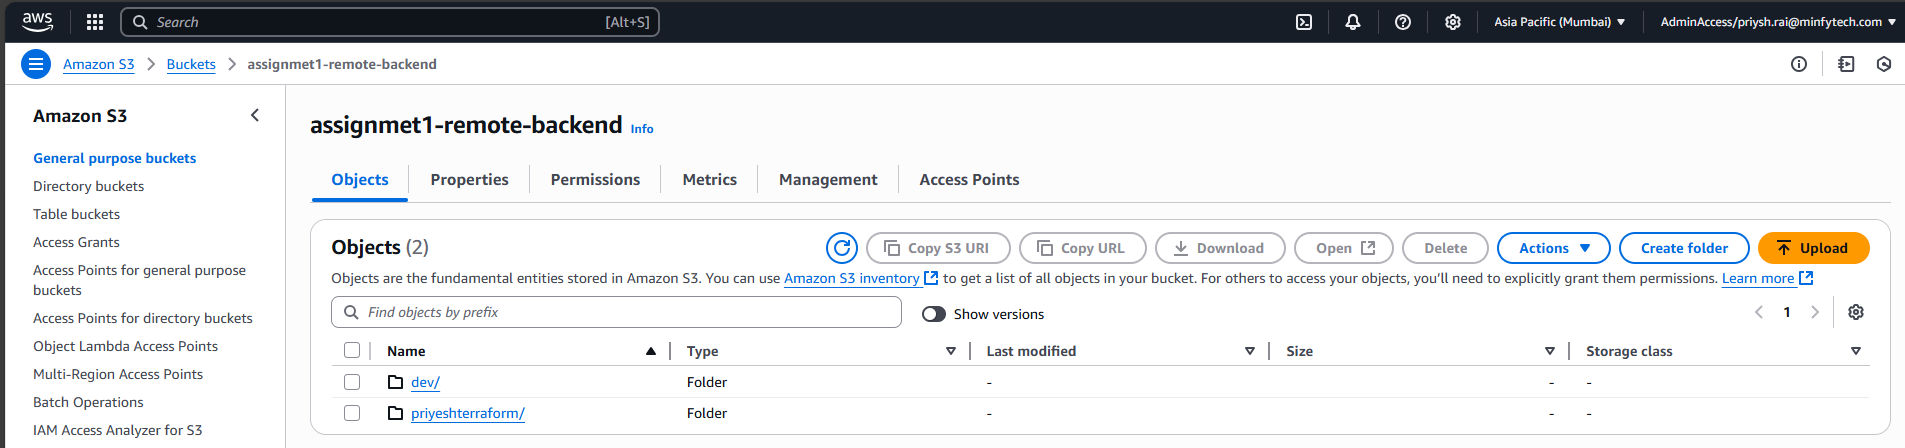 aws Search [Alt+S] Asia Pacific (Mumbai) AdminAccess/priysh.rai@minfytech.com
Amazon S3 Buckets assignmet1-remote-backend
Amazon S3
General purpose buckets
Directory buckets
Table buckets
Access Grants
Access Points for general purpose
buckets
Access Points for directory buckets
Object Lambda Access Points
Multi-Region Access Points
Batch Operations
IAM Access Analyzer for S3
assignmet1-remote-backend Info
Objects Properties Permissions Metrics Management Access Points
Objects (2) Copy S3 URI Copy URL Download Open Delete Actions Create folder Upload
Objects are the fundamental entities stored in Amazon S3. You can use Amazon S3 inventory to get a list of all objects in your bucket. For others to access your objects, you'll need to explicitly grant them permissions. Learn more
Find objects by prefix Show versions 1
Name Type Last modified Size Storage class
dev/ Folder - - -
priyeshterraform/ Folder - - -